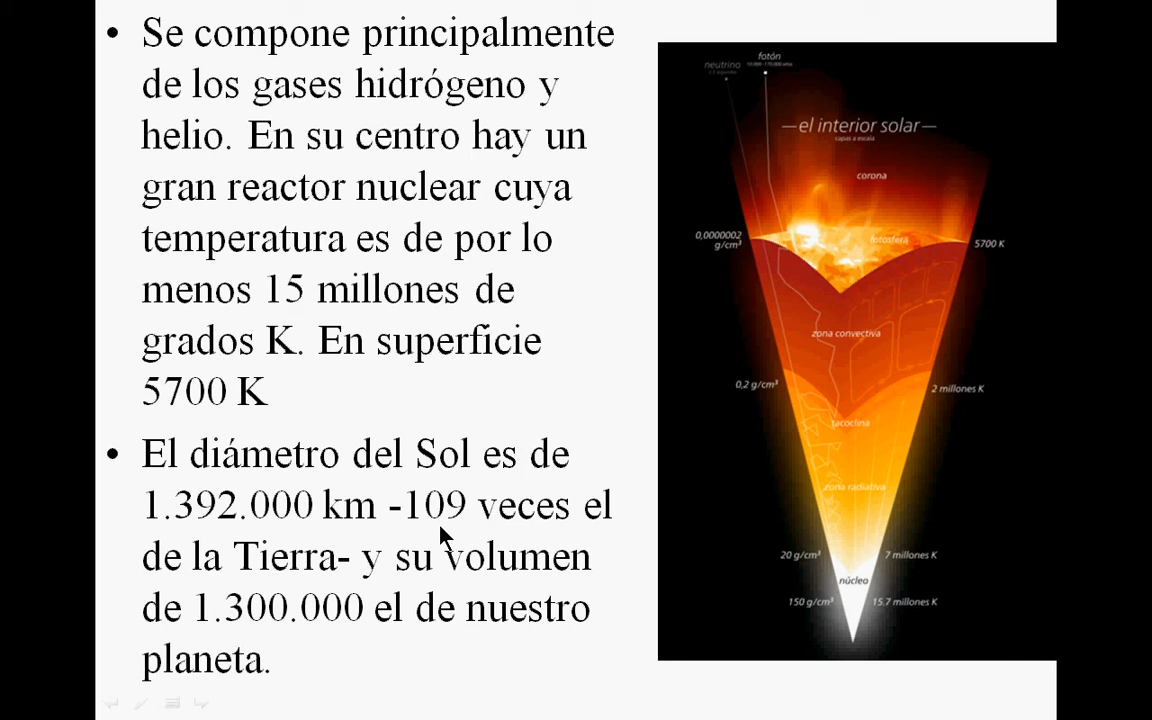 • Se compone principalmente
de los gases hidrógeno y
helio. En su centro hay un
gran reactor nuclear cuya
temperatura es de por lo
menos 15 millones de
grados K. En superficie
5700 K
• El diámetro del Sol es de
1.392.000 km -109 veces el
de la Tierra- y su volumen
de 1.300.000 el de nuestro
planeta.
fotón
neutrino
—el interior solar—
capas a escala
corona
0,0000002
g/cm³
fotosfera
5700 K
zona convectiva
0,2 g/cm³
2 millones K
tacoclina
zona radiativa
20 g/cm³
7 millones K
núcleo
150 g/cm³
15.7 millones K